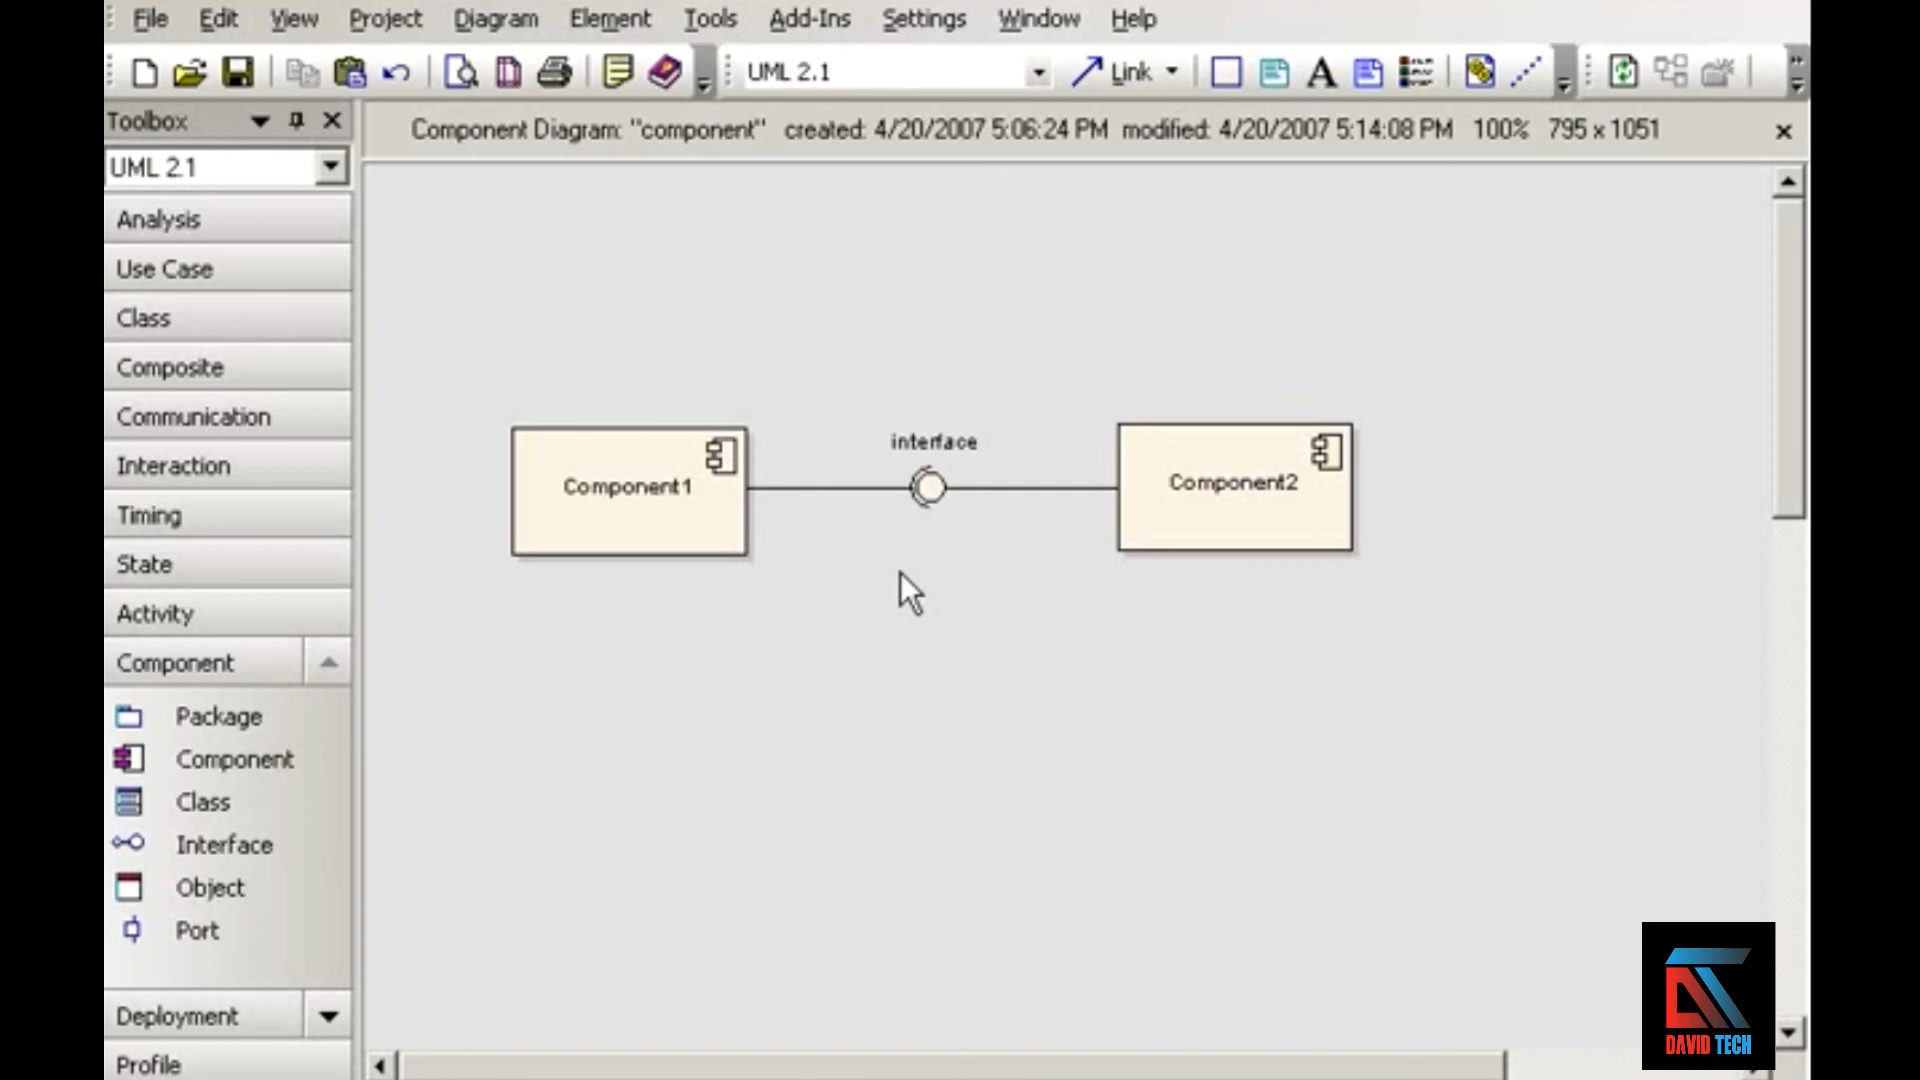 File Edit View Project Diagram Element Tools Add-Ins Settings Window Help
UML 2.1 Link A
Toolbox
Component Diagram: "component" created: 4/20/2007 5:06:24 PM modified: 4/20/2007 5:14:08 PM 100% 795 x 1051
UML 2.1
Analysis
Use Case
Class
Composite
Communication
Interaction
Timing
State
Activity
Component
Package
Component
Class
Interface
Object
Port
Deployment
Profile
Component1
interface
Component2
DAVID TECH